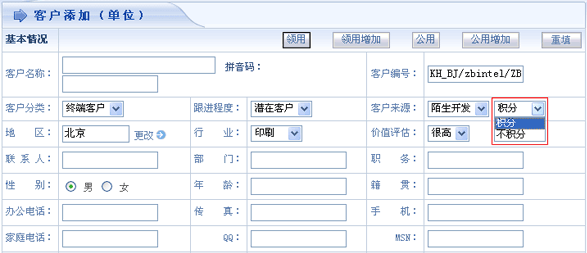 客户添加（单位）
基本情况 领用 领用增加 公用 公用增加 重填
客户名称： 拼音码： 客户编号： KH_BJ/zbintel/ZB
客户分类： 终端客户 跟进程度： 潜在客户 客户来源： 陌生开发 积分
积分
不积分
地 区： 北京 更改 行 业： 印刷 价值评估： 很高
联 系 人： 部 门： 职 务：
性 别： 男 女 年 龄： 籍 贯：
办公电话： 传 真： 手 机：
家庭电话： QQ： MSN：